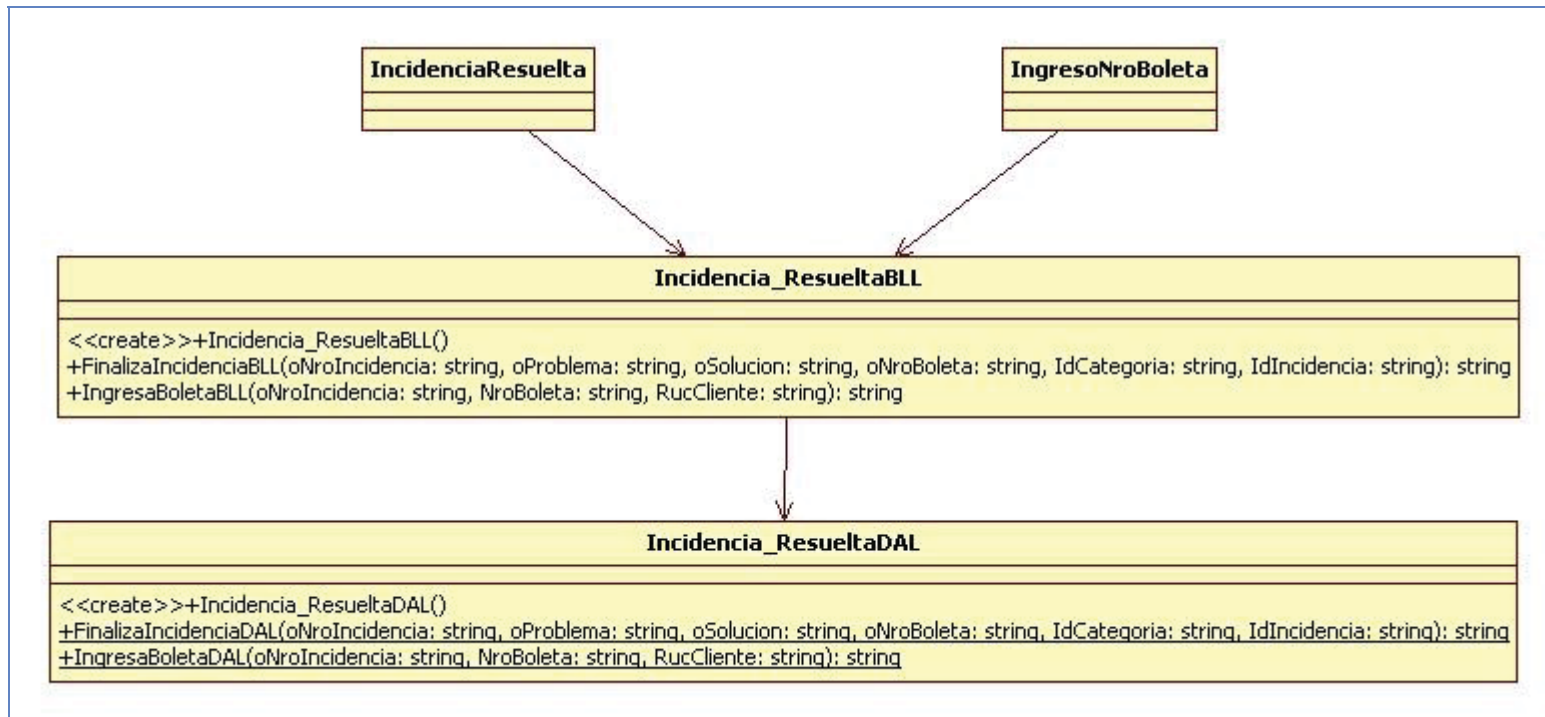 IncidenciaResuelta
IngresoNroBoleta
Incidencia_ResueltaBLL
<<create>>+Incidencia_ResueltaBLL()
+FinalizaIncidenciaBLL(oNroIncidencia: string, oProblema: string, oSolucion: string, oNroBoleta: string, IdCategoria: string, IdIncidencia: string): string
+IngresaBoletaBLL(oNroIncidencia: string, NroBoleta: string, RucCliente: string): string
Incidencia_ResueltaDAL
<<create>>+Incidencia_ResueltaDAL()
+FinalizaIncidenciaDAL(oNroIncidencia: string, oProblema: string, oSolucion: string, oNroBoleta: string, IdCategoria: string, IdIncidencia: string): string
+IngresaBoletaDAL(oNroIncidencia: string, NroBoleta: string, RucCliente: string): string